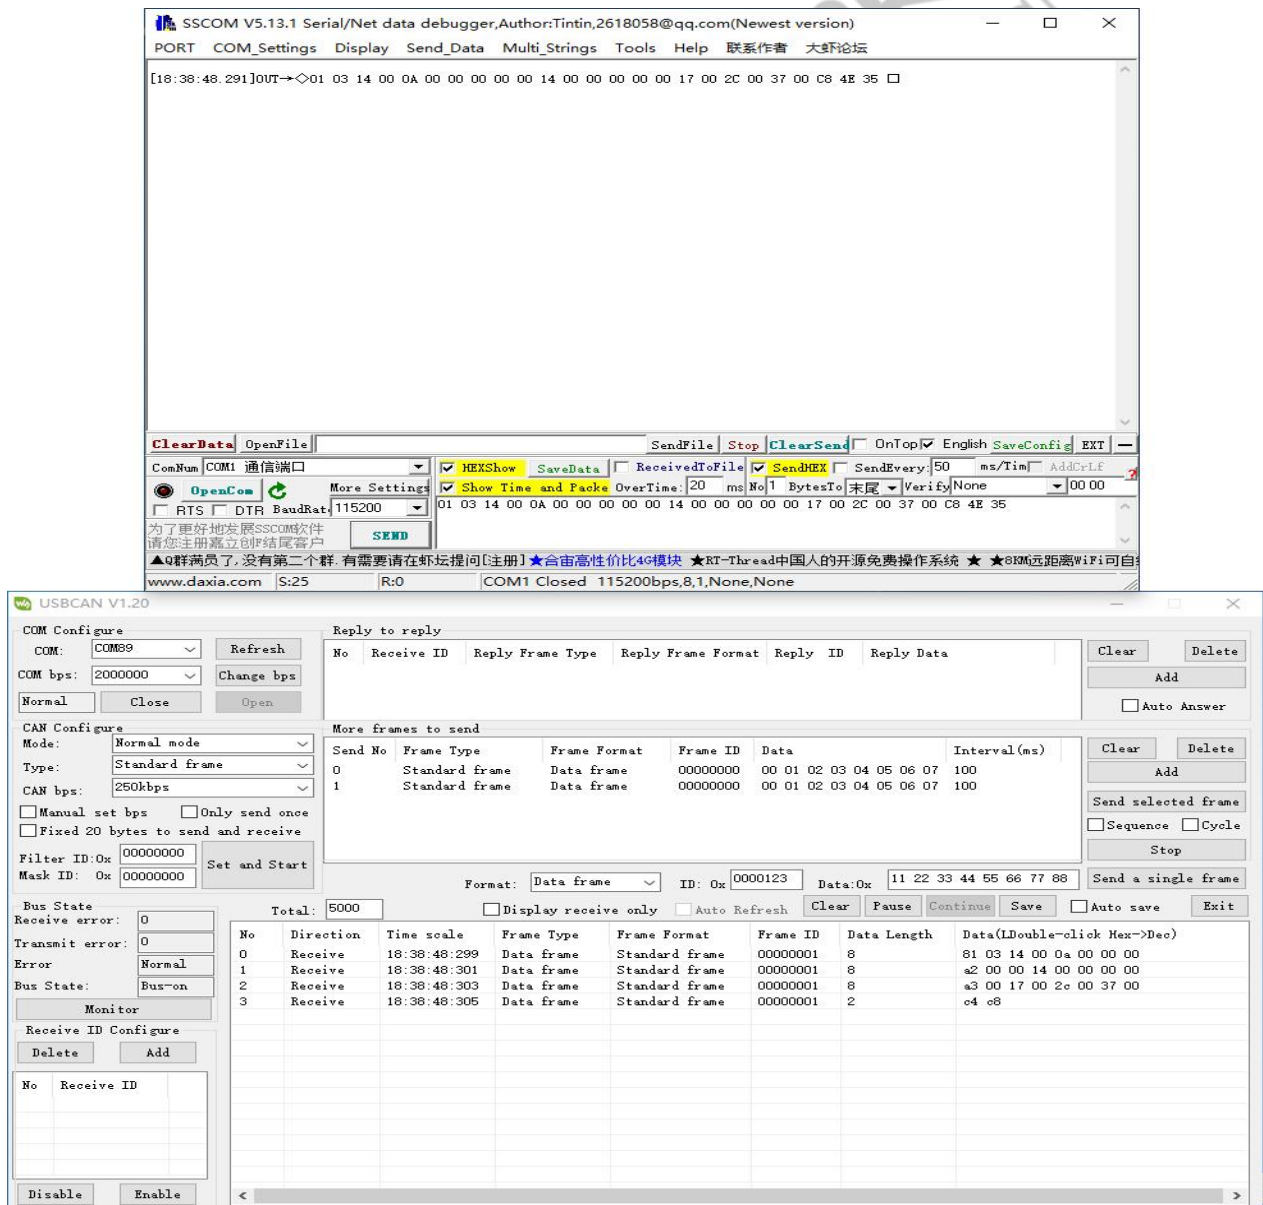 SSCOM V5.13.1 Serial/Net data debugger,Author:Tintin,2618058@qq.com(Newest version)
PORT COM_Settings Display Send_Data Multi_Strings Tools Help 联系作者 大虾论坛
[18:38:48.291]OUT→◇01 03 14 00 0A 00 00 00 00 00 14 00 00 00 00 00 17 00 2C 00 37 00 C8 4E 35 □
ClearData OpenFile SendFile Stop ClearSend OnTop English SaveConfig EXT —
ComNum COM1 通信端口 HEXShow SaveData ReceivedToFile SendHEX SendEvery: 50 ms/Tim AddCrLf
OpenCom More Settings Show Time and Packe OverTime: 20 ms No 1 BytesTo 末尾 Verify None 00 00
RTS DTR BaudRat 115200 01 03 14 00 0A 00 00 00 00 00 14 00 00 00 00 00 17 00 2C 00 37 00 C8 4E 35
为了更好地发展SSCOM软件
请您注册嘉立创F结尾客户
SEND
▲Q群满员了,没有第二个群.有需要请在虾坛提问[注册]★合宙高性价比4G模块 ★RT-Thread中国人的开源免费操作系统 ★ ★8KM远距离WiFi可自
www.daxia.com S:25 R:0 COM1 Closed 115200bps,8,1,None,None
USBCAN V1.20
COM Configure
COM: COM89 Refresh
COM bps: 2000000 Change bps
Normal Close Open
Reply to reply
No Receive ID Reply Frame Type Reply Frame Format Reply ID Reply Data
Clear Delete
Add
Auto Answer
CAN Configure
Mode: Normal mode
Type: Standard frame
CAN bps: 250kbps
Manual set bps Only send once
Fixed 20 bytes to send and receive
Filter ID:0x 00000000
Mask ID: 0x 00000000
Set and Start
More frames to send
Send No Frame Type Frame Format Frame ID Data Interval(ms)
0 Standard frame Data frame 00000000 00 01 02 03 04 05 06 07 100
1 Standard frame Data frame 00000000 00 01 02 03 04 05 06 07 100
Clear Delete
Add
Send selected frame
Sequence Cycle
Stop
Format: Data frame ID: 0x 0000123 Data:0x 11 22 33 44 55 66 77 88 Send a single frame
Total: 5000 Display receive only Auto Refresh Clear Pause Continue Save Auto save Exit
Bus State
Receive error: 0
Transmit error: 0
Error Normal
Bus State: Bus-on
Monitor
No Direction Time scale Frame Type Frame Format Frame ID Data Length Data(LDouble-click Hex->Dec)
0 Receive 18:38:48:299 Data frame Standard frame 00000001 8 81 03 14 00 0a 00 00 00
1 Receive 18:38:48:301 Data frame Standard frame 00000001 8 a2 00 00 14 00 00 00 00
2 Receive 18:38:48:303 Data frame Standard frame 00000001 8 a3 00 17 00 2c 00 37 00
3 Receive 18:38:48:305 Data frame Standard frame 00000001 2 c4 c8
Receive ID Configure
Delete Add
No Receive ID
Disable Enable